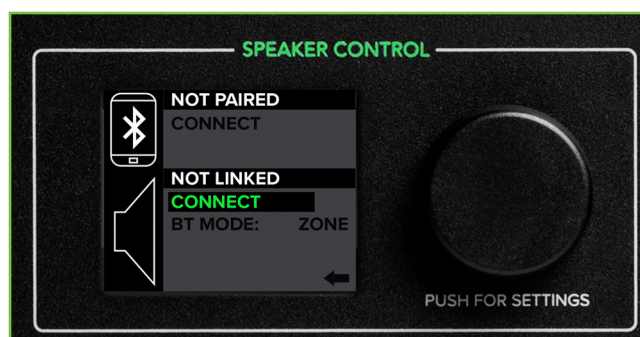 SPEAKER CONTROL
NOT PAIRED
CONNECT
NOT LINKED
CONNECT
BT MODE: ZONE
PUSH FOR SETTINGS